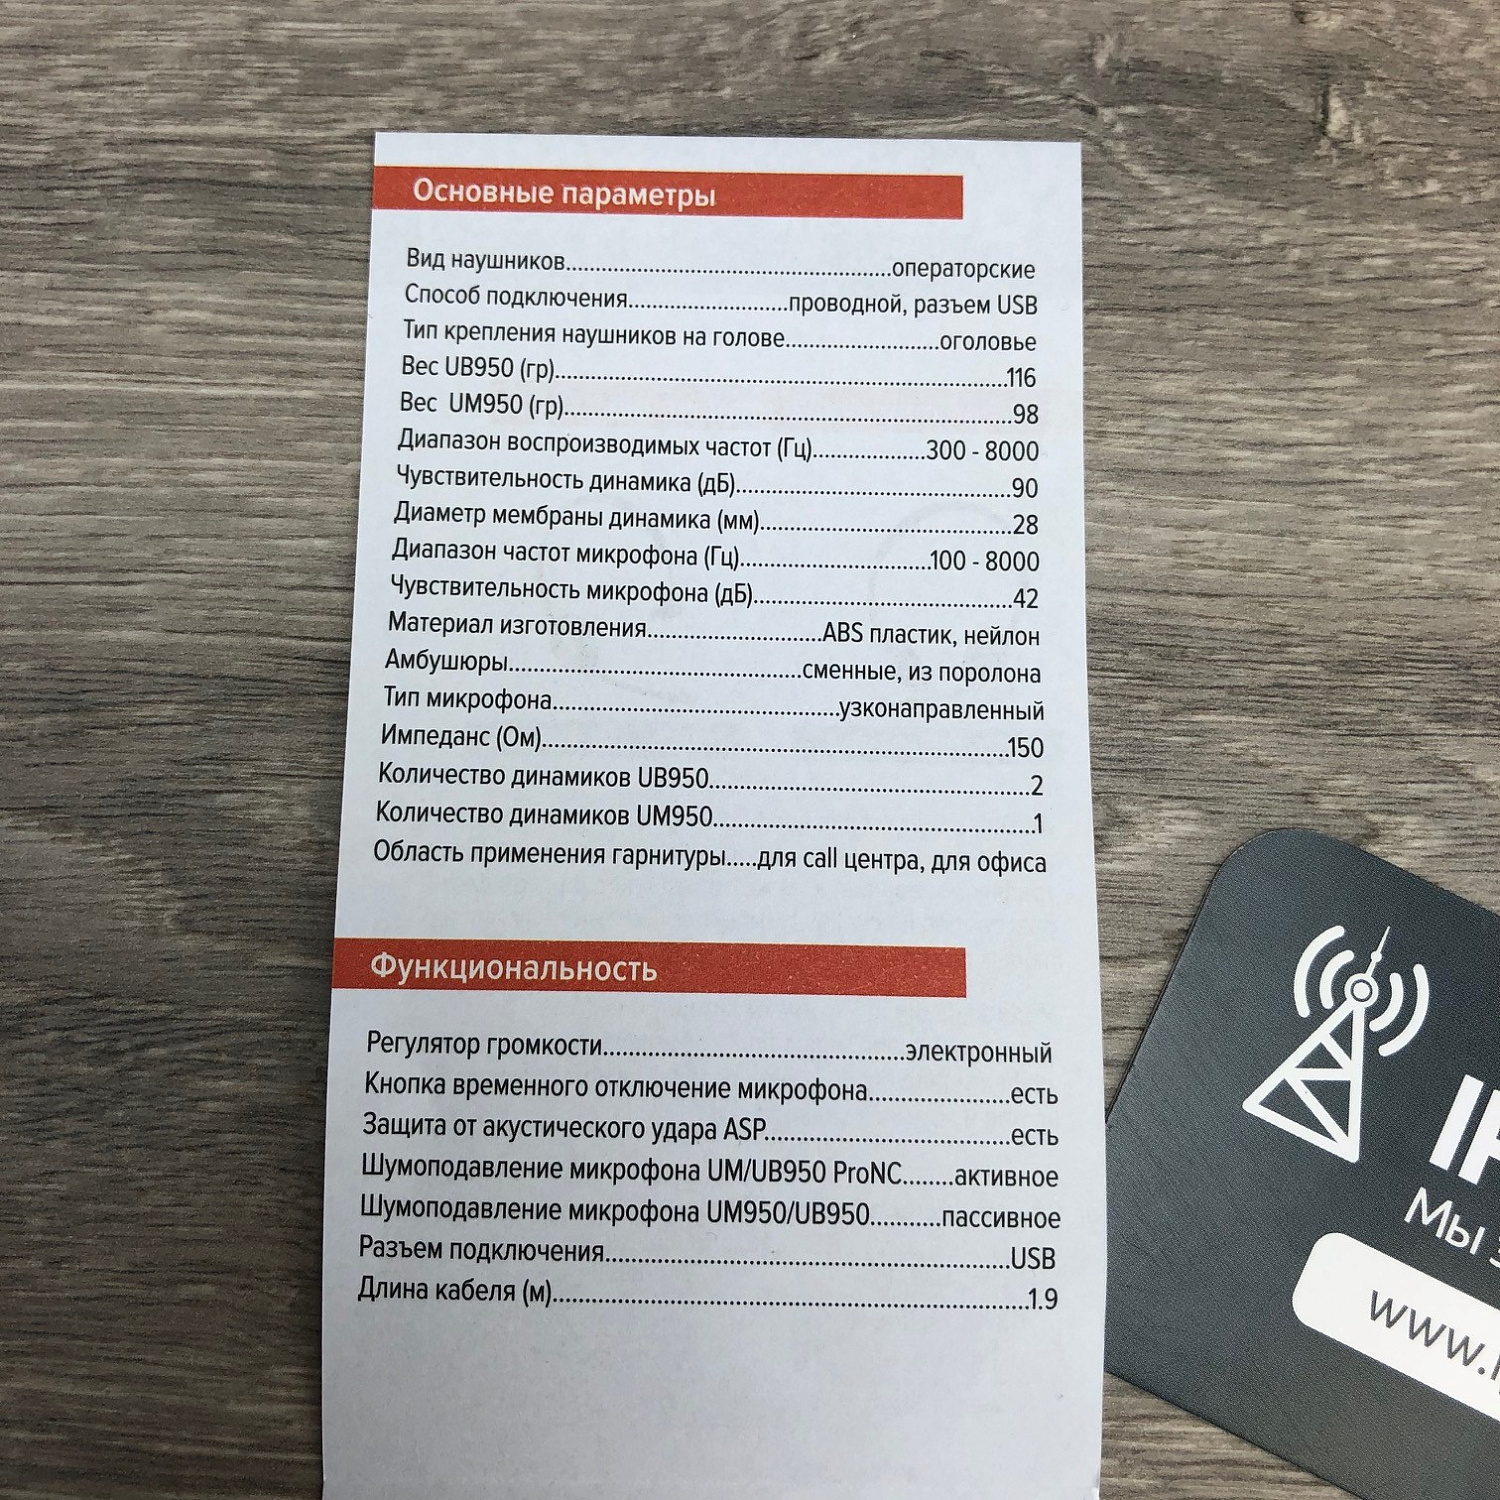 Основные параметры
Вид наушников..........операторские
Способ подключения..........проводной, разъем USB
Тип крепления наушников на голове..........оголовье
Вес UB950 (гр)..........116
Вес UM950 (гр)..........98
Диапазон воспроизводимых частот (Гц)..........300 - 8000
Чувствительность динамика (дБ)..........90
Диаметр мембраны динамика (мм)..........28
Диапазон частот микрофона (Гц)..........100 - 8000
Чувствительность микрофона (дБ)..........42
Материал изготовления..........ABS пластик, нейлон
Амбушюры..........сменные, из поролона
Тип микрофона..........узконаправленный
Импеданс (Ом)..........150
Количество динамиков UB950..........2
Количество динамиков UM950..........1
Область применения гарнитуры.....для call центра, для офиса
Функциональность
Регулятор громкости..........электронный
Кнопка временного отключение микрофона..........есть
Защита от акустического удара ASP..........есть
Шумоподавление микрофона UM/UB950 ProNC........активное
Шумоподавление микрофона UM950/UB950..........пассивное
Разъем подключения..........USB
Длина кабеля (м)..........1.9
Мы
www.